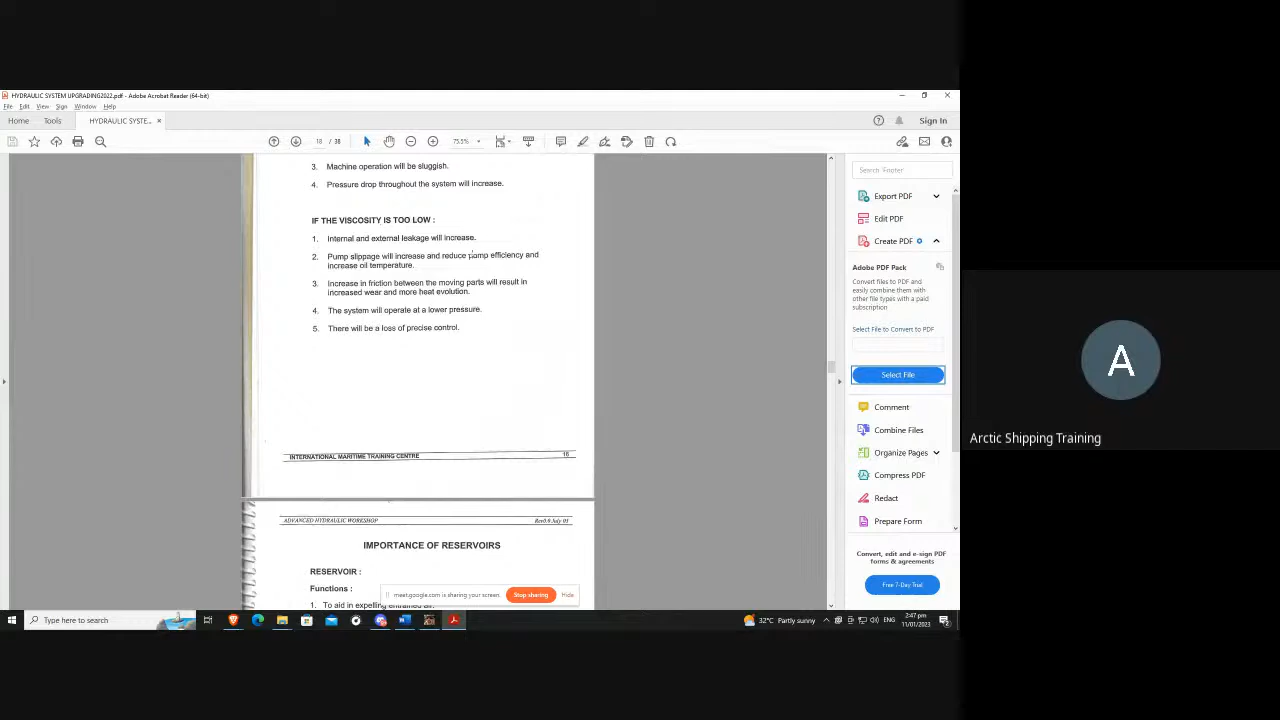 HYDRAULIC SYSTEM UPGRADING2022.pdf - Adobe Acrobat Reader (64-bit)
File Edit View Sign Window Help
Home Tools HYDRAULIC SYSTE... × Sign In
18 / 38 75.5%
3. Machine operation will be sluggish.
4. Pressure drop throughout the system will increase.
IF THE VISCOSITY IS TOO LOW :
1. Internal and external leakage will increase.
2. Pump slippage will increase and reduce pump efficiency and
increase oil temperature.
3. Increase in friction between the moving parts will result in
increased wear and more heat evolution.
4. The system will operate at a lower pressure.
5. There will be a loss of precise control.
INTERNATIONAL MARITIME TRAINING CENTRE 16
ADVANCED HYDRAULIC WORKSHOP Rev0.0 July 01
IMPORTANCE OF RESERVOIRS
RESERVOIR :
Functions :
1. To aid in expelling entrained air.
meet.google.com is sharing your screen. Stop sharing Hide
Search 'Footer'
Export PDF
Edit PDF
Create PDF
Adobe PDF Pack
Convert files to PDF and
easily combine them with
other file types with a paid
subscription
Select File to Convert to PDF
Select File
Comment
Combine Files
Organize Pages
Compress PDF
Redact
Prepare Form
Convert, edit and e-sign PDF
forms & agreements
Free 7-Day Trial
Type here to search
32°C Partly sunny ENG 2:47 pm
11/01/2023
A
Arctic Shipping Training